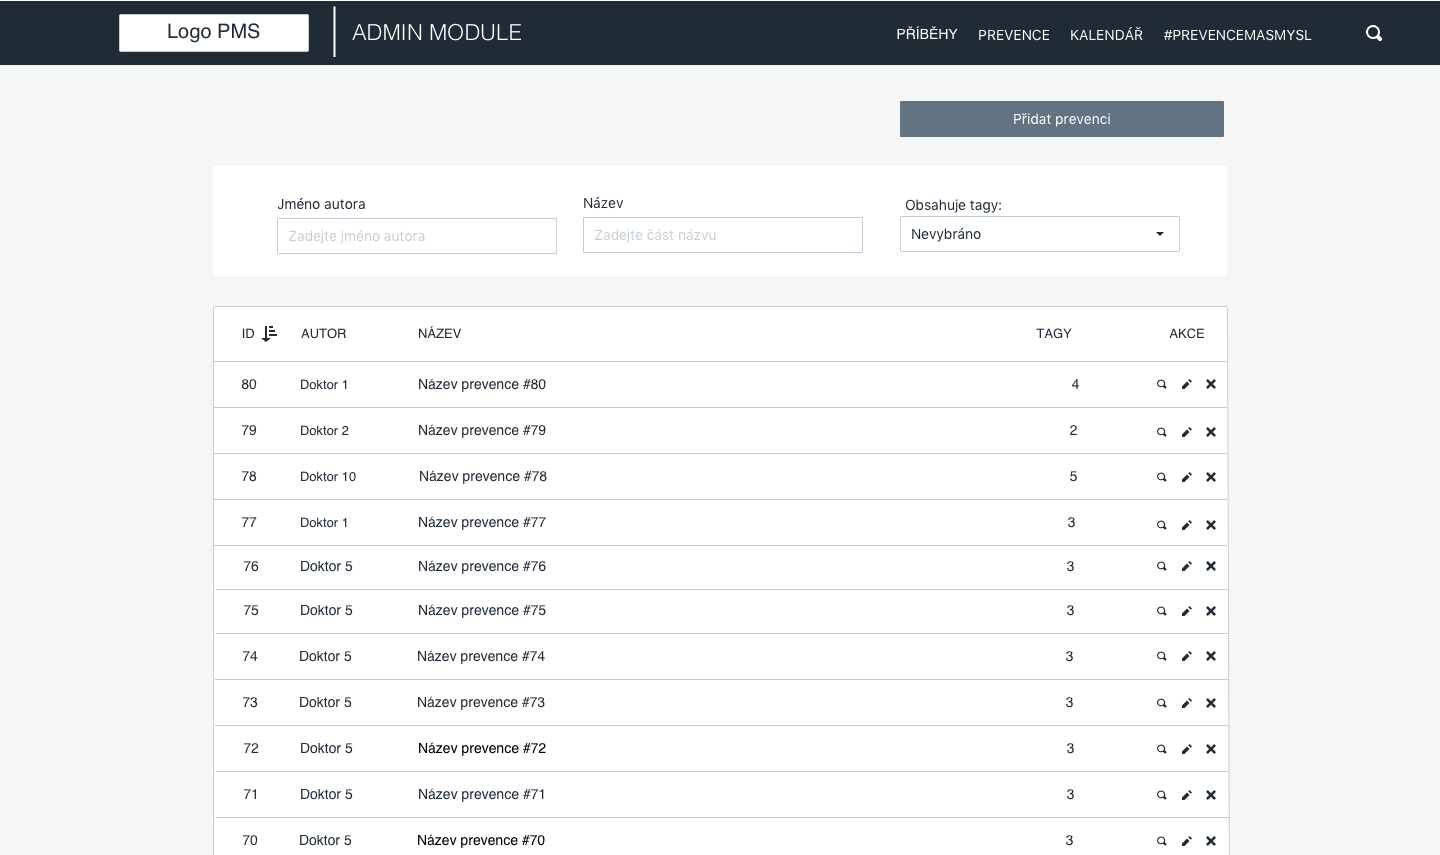 Logo PMS ADMIN MODULE PŘÍBĚHY PREVENCE KALENDÁŘ #PREVENCEMASMYSL
Přidat prevenci
Jméno autora Název Obsahuje tagy:
Zadejte jméno autora Zadejte část názvu Nevybráno
ID AUTOR NÁZEV TAGY AKCE
80 Doktor 1 Název prevence #80 4
79 Doktor 2 Název prevence #79 2
78 Doktor 10 Název prevence #78 5
77 Doktor 1 Název prevence #77 3
76 Doktor 5 Název prevence #76 3
75 Doktor 5 Název prevence #75 3
74 Doktor 5 Název prevence #74 3
73 Doktor 5 Název prevence #73 3
72 Doktor 5 Název prevence #72 3
71 Doktor 5 Název prevence #71 3
70 Doktor 5 Název prevence #70 3